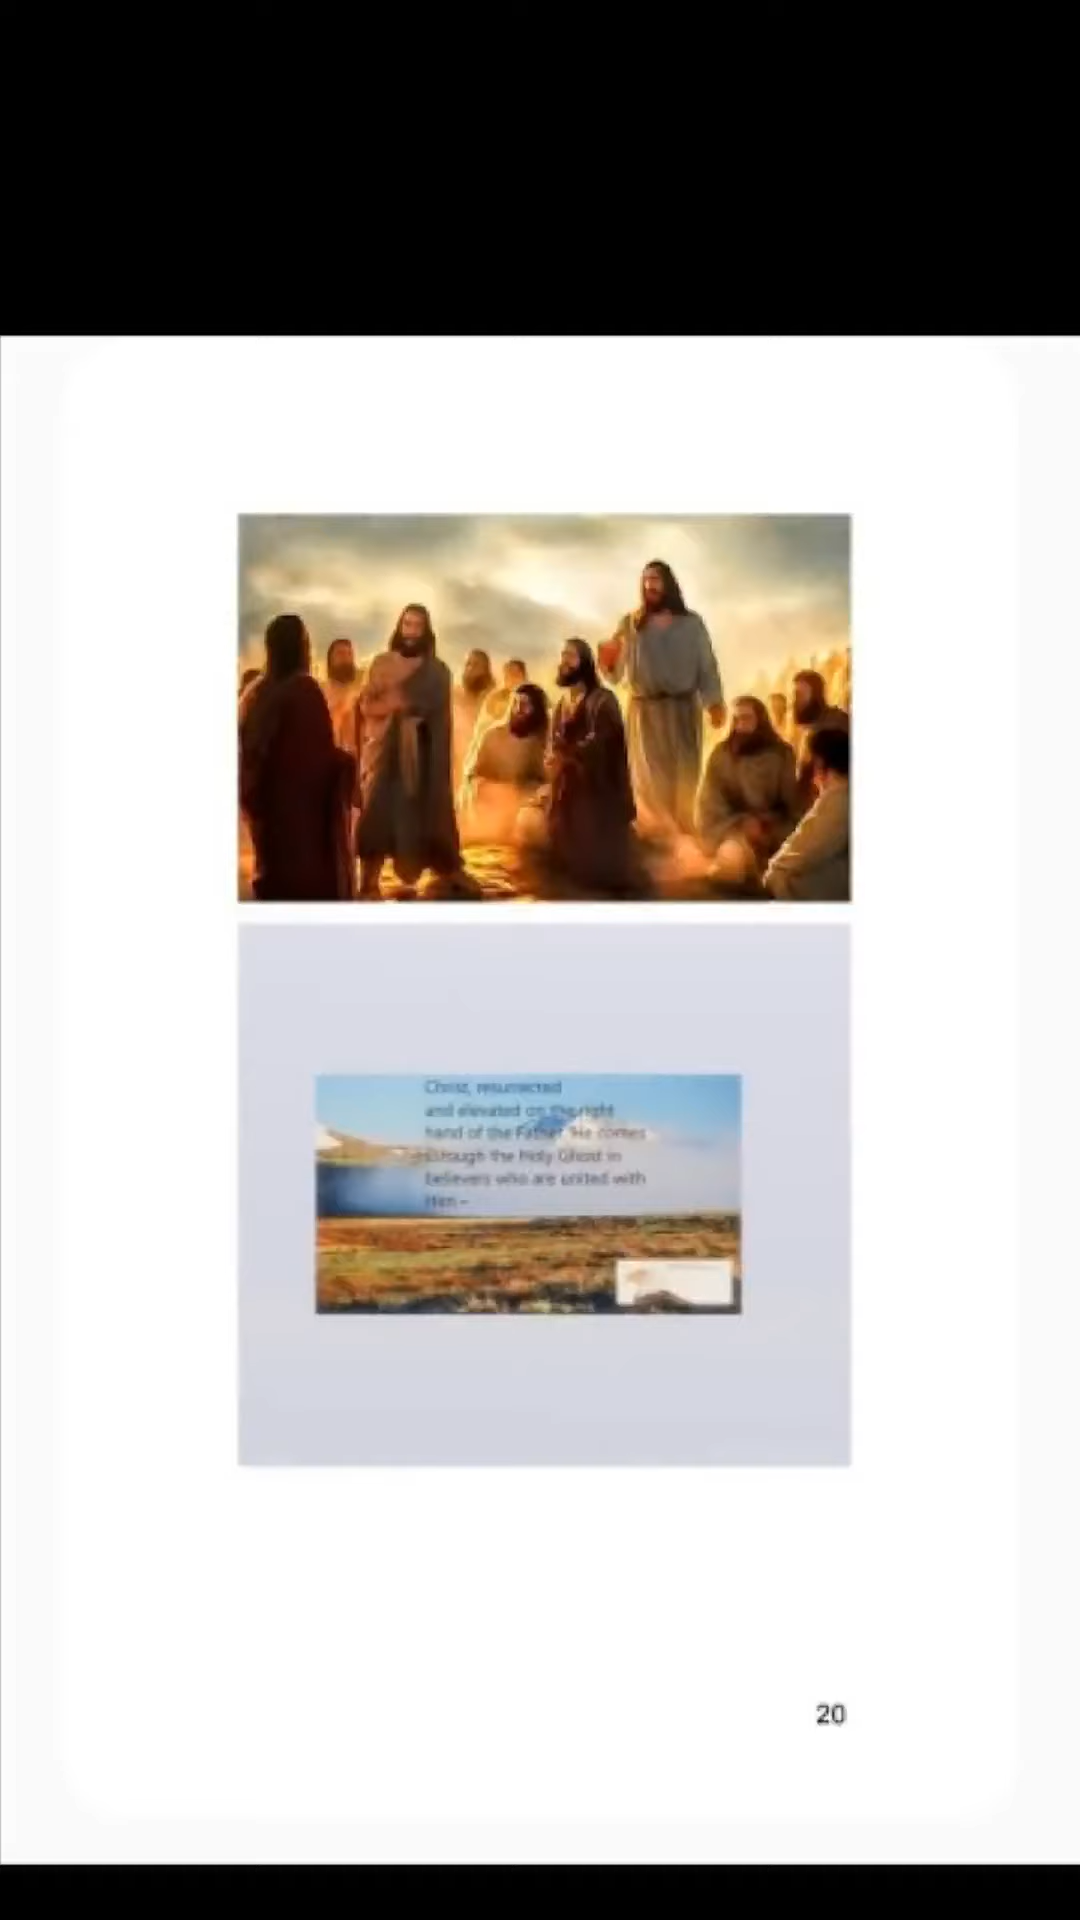 Christ, resurrected
and elevated on the right
hand of the Father. He comes
through the Holy Ghost in
believers who are united with
20